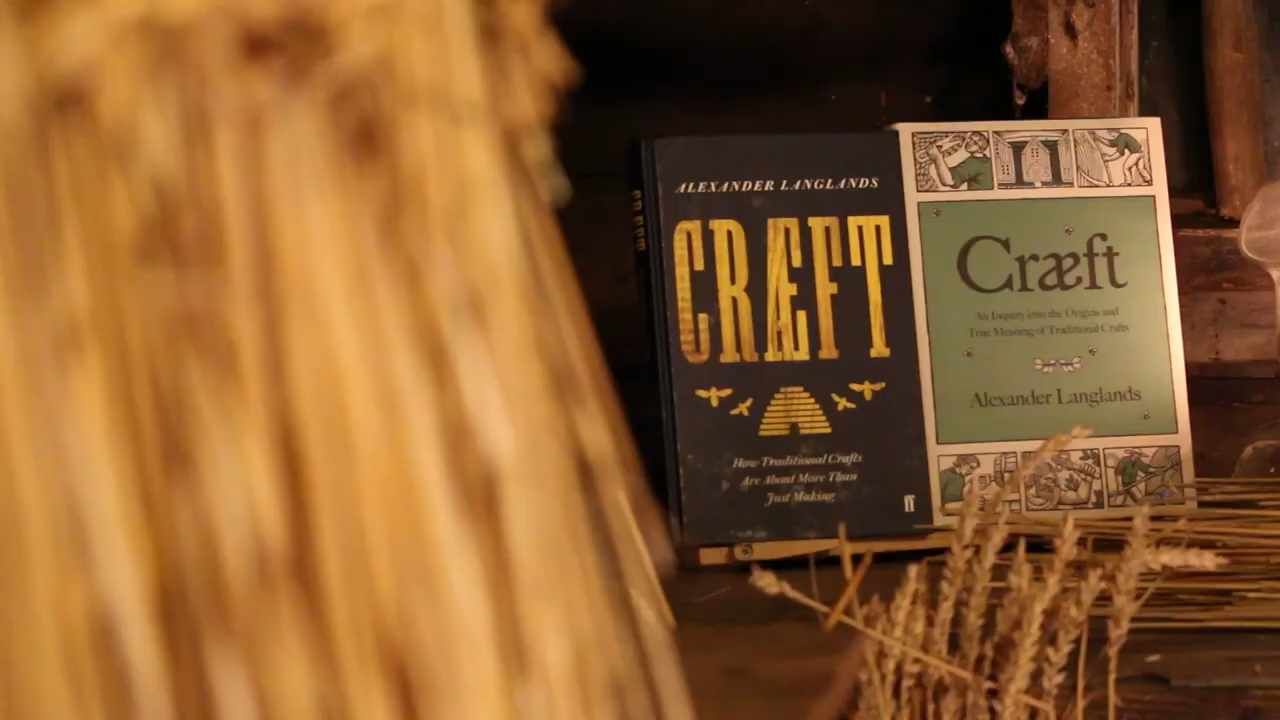 ALEXANDER LANGLANDS
CRÆFT
How Traditional Crafts
Are About More Than
Just Making
ff
Cræft
An Inquiry into the Origins and
True Meaning of Traditional Crafts
Alexander Langlands